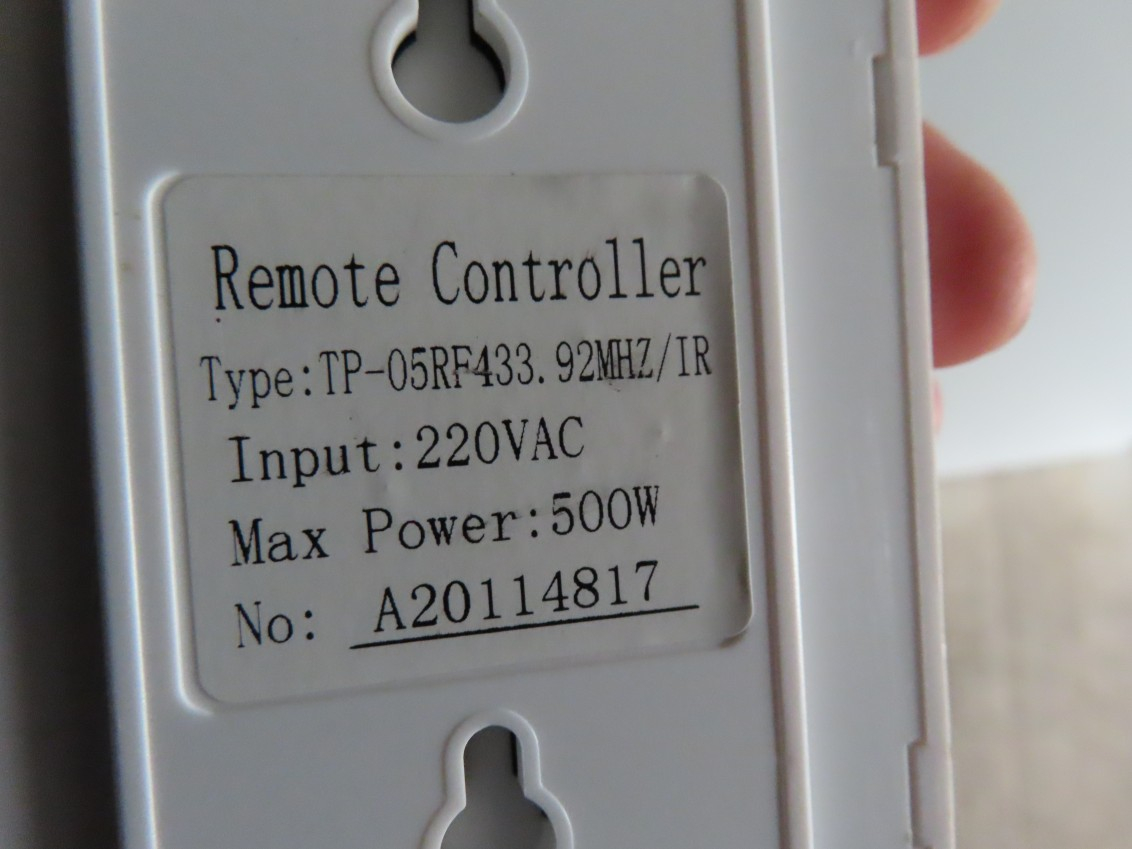 Remote Controller
Type:TP-05RF433.92MHZ/IR
Input:220VAC
Max Power:500W
No: A20114817